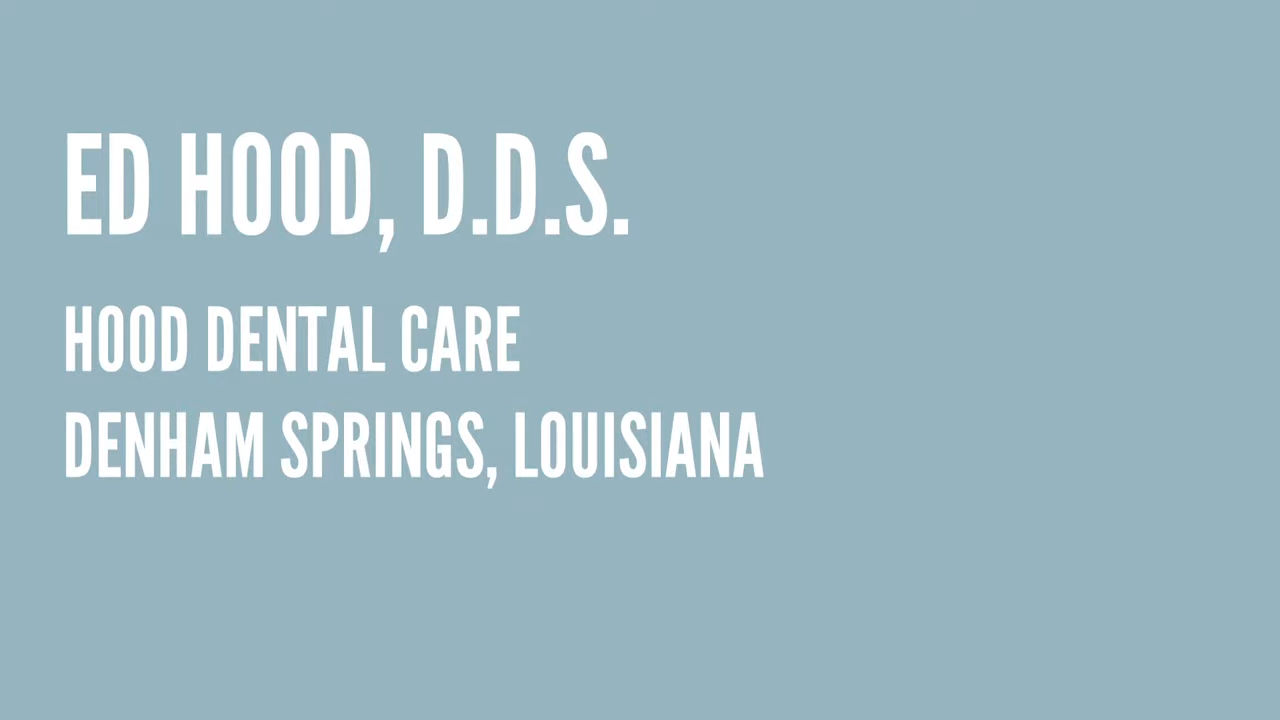 ED HOOD, D.D.S.
HOOD DENTAL CARE
DENHAM SPRINGS, LOUISIANA